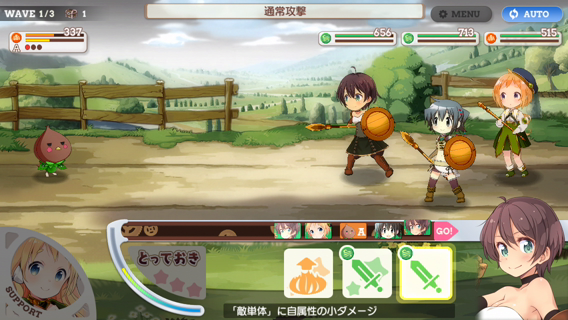 WAVE 1/3
1
通常攻撃
MENU
AUTO
337
A
656
713
515
A
GO!
SUPPORT
とっておき
「敵単体」に自属性の小ダメージ